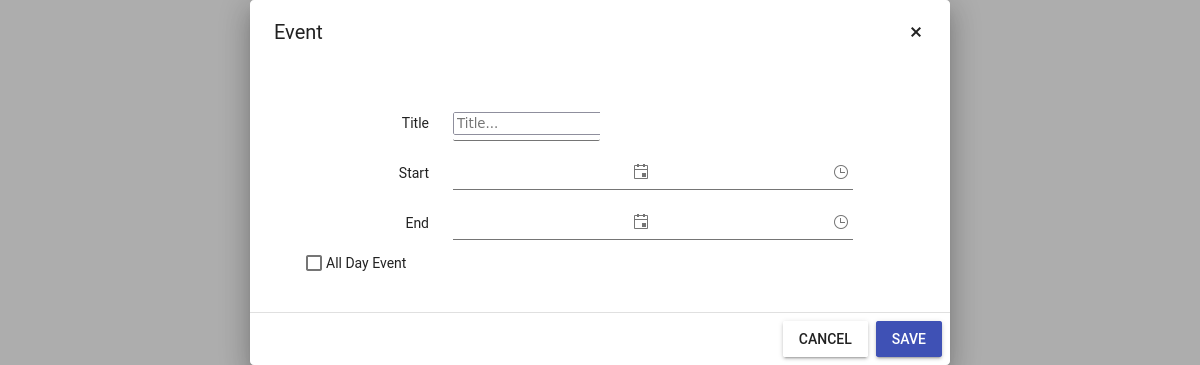 Event
×
Title
Title...
Start
End
All Day Event
CANCEL SAVE